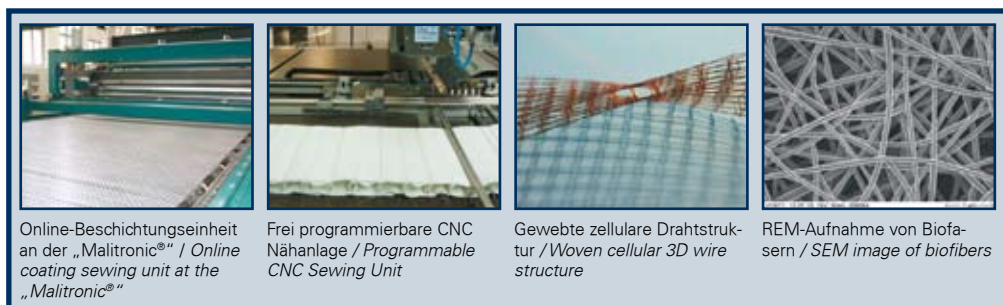 Online-Beschichtungseinheit
an der „Malitronic®“ / Online
coating sewing unit at the
„Malitronic®“
Frei programmierbare CNC
Nähanlage / Programmable
CNC Sewing Unit
Gewebte zellulare Drahtstruk-
tur / Woven cellular 3D wire
structure
REM-Aufnahme von Biofa-
sern / SEM image of biofibers